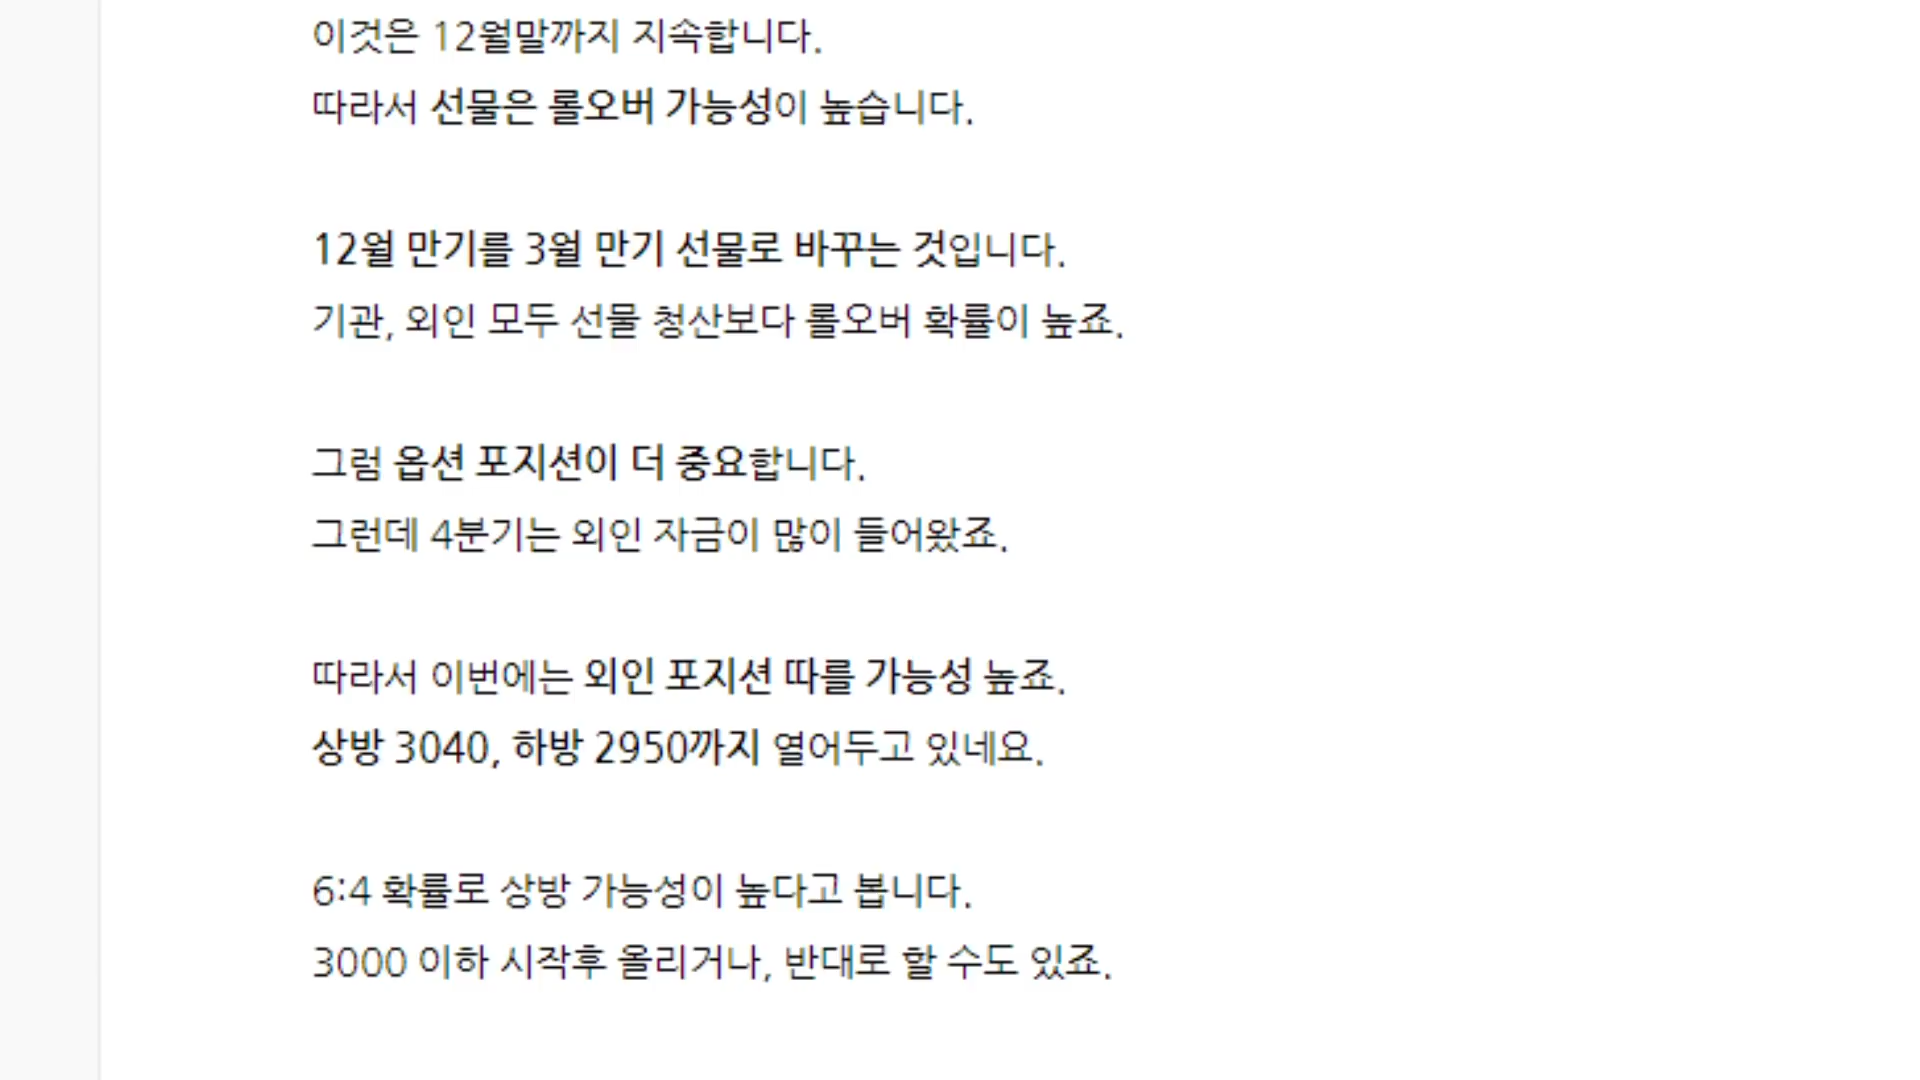 이것은 12월말까지 지속합니다.
따라서 선물은 롤오버 가능성이 높습니다.
12월 만기를 3월 만기 선물로 바꾸는 것입니다.
기관, 외인 모두 선물 청산보다 롤오버 확률이 높죠.
그럼 옵션 포지션이 더 중요합니다.
그런데 4분기는 외인 자금이 많이 들어왔죠.
따라서 이번에는 외인 포지션 따를 가능성 높죠.
상방 3040, 하방 2950까지 열어두고 있네요.
6:4 확률로 상방 가능성이 높다고 봅니다.
3000 이하 시작후 올리거나, 반대로 할 수도 있죠.